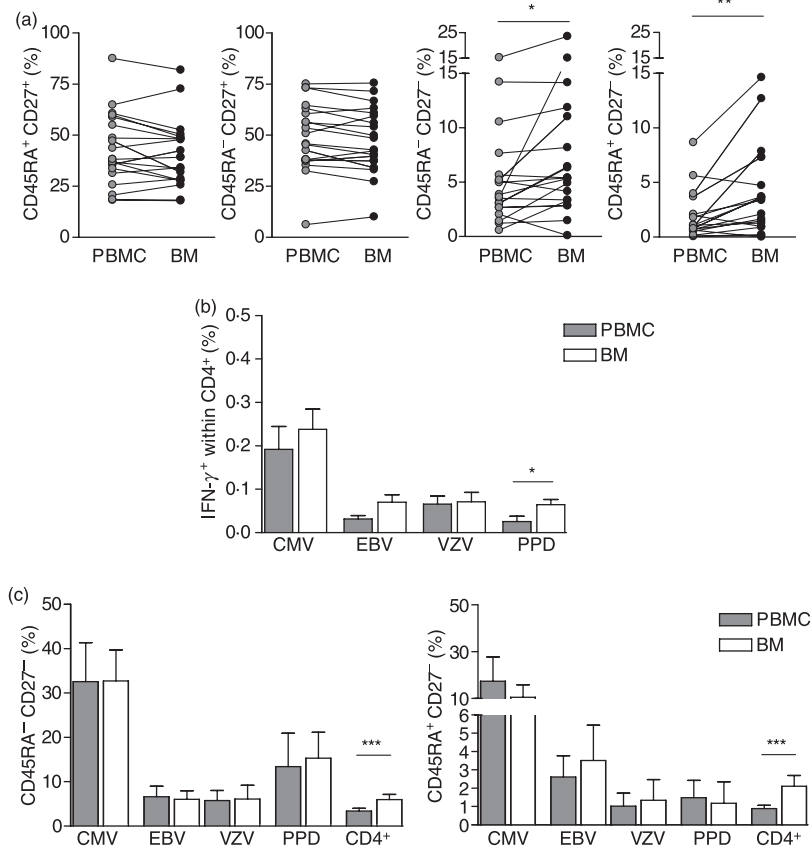 (a)
CD45RA⁺ CD27⁺ (%)
100
75
50
25
0
PBMC BM
CD45RA⁻ CD27⁺ (%)
100
75
50
25
0
PBMC BM
*
CD45RA⁻ CD27⁻ (%)
25
15
15
10
5
0
PBMC BM
**
CD45RA⁺ CD27⁻ (%)
25
15
15
10
5
0
PBMC BM
(b)
IFN-γ⁺ within CD4⁺ (%)
0·5
0·4
0·3
0·2
0·1
0·0
*
CMV EBV VZV PPD
PBMC
BM
(c)
CD45RA⁻ CD27⁻ (%)
50
40
30
20
10
0
***
CMV EBV VZV PPD CD4⁺
CD45RA⁺ CD27⁻ (%)
50
30
10
6
5
4
3
2
1
0
***
CMV EBV VZV PPD CD4⁺
PBMC
BM